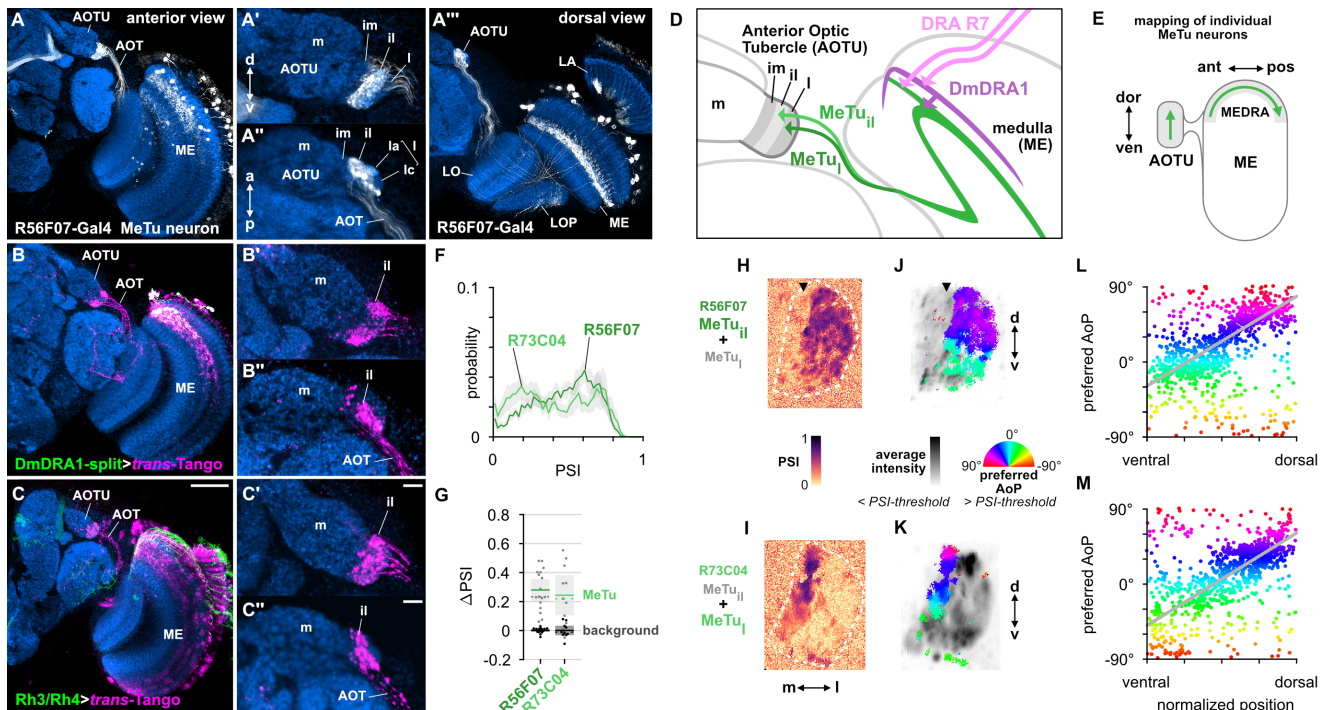 A
anterior view
AOTU
AOT
ME
R56F07-Gal4 MeTu neuron
A'
m
im
il
l
AOTU
d
v
A''
m
im
il
la
l
lc
AOTU
a
p
AOT
A'''
dorsal view
AOTU
LA
LO
LOP
ME
R56F07-Gal4
B
AOTU
AOT
ME
DmDRA1-split>trans-Tango
B'
m
il
B''
il
AOT
C
AOTU
AOT
ME
Rh3/Rh4>trans-Tango
C'
m
il
C''
il
AOT
D
DRA R7
Anterior Optic
Tubercle (AOTU)
im
il
l
m
DmDRA1
MeTuil
MeTul
medulla
(ME)
E
mapping of individual
MeTu neurons
ant
pos
dor
ven
MEDRA
AOTU
ME
F
0.1
R56F07
R73C04
probability
0
0
1
PSI
G
0.8
0.6
0.4
0.2
0
-0.2
ΔPSI
MeTu
background
R56F07
R73C04
H
R56F07
MeTuil
+
MeTul
J
d
v
1
PSI
0
average
intensity
< PSI-threshold
0°
90°
-90°
preferred
AoP
> PSI-threshold
I
R73C04
MeTuil
+
MeTul
m
l
K
d
v
L
90°
0°
-90°
preferred AoP
ventral
dorsal
M
90°
0°
-90°
preferred AoP
ventral
dorsal
normalized position